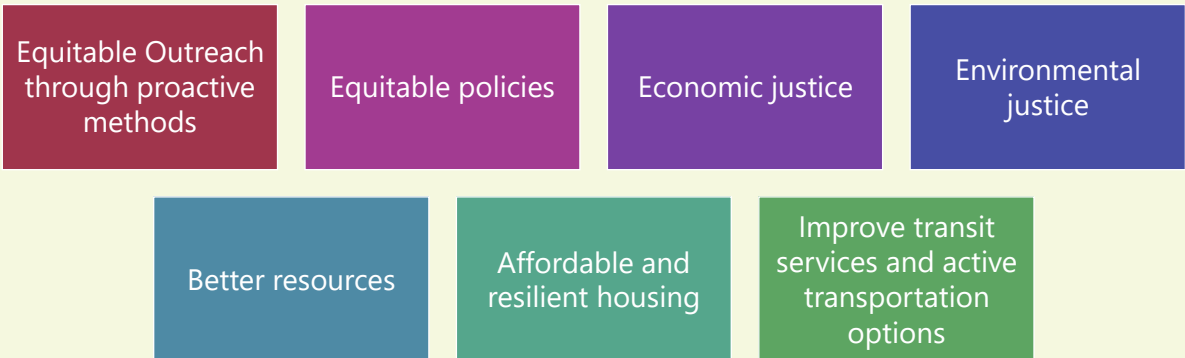 Equitable Outreach
through proactive
methods
Equitable policies
Economic justice
Environmental
justice
Better resources
Affordable and
resilient housing
Improve transit
services and active
transportation
options